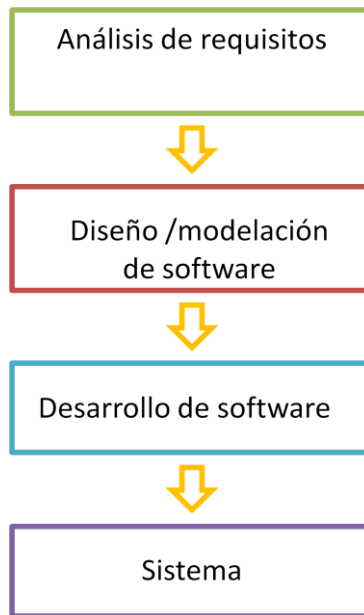 Análisis de requisitos
Diseño /modelación
de software
Desarrollo de software
Sistema